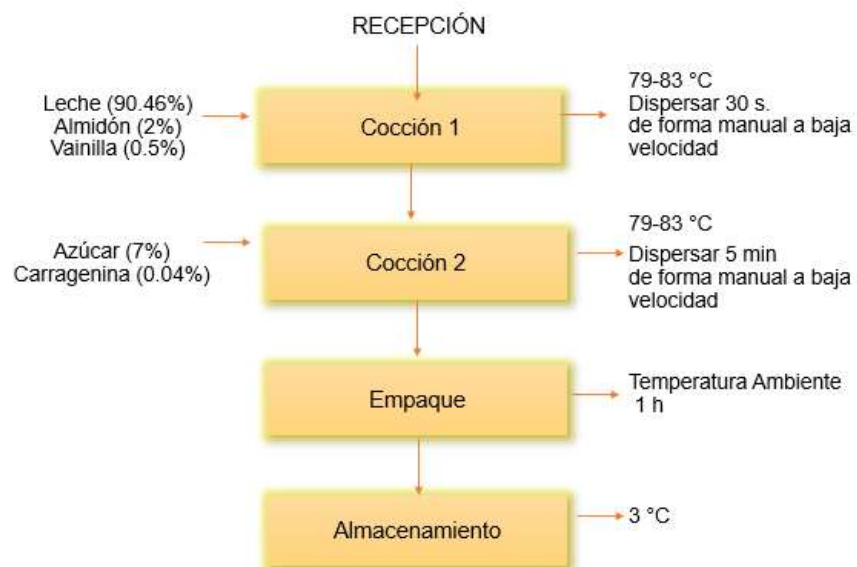 RECEPCIÓN
Leche (90.46%)
Almidón (2%)
Vainilla (0.5%)
Cocción 1
79-83 °C
Dispersar 30 s.
de forma manual a baja
velocidad
Azúcar (7%)
Carragenina (0.04%)
Cocción 2
79-83 °C
Dispersar 5 min
de forma manual a baja
velocidad
Empaque
Temperatura Ambiente
1 h
Almacenamiento
3 °C